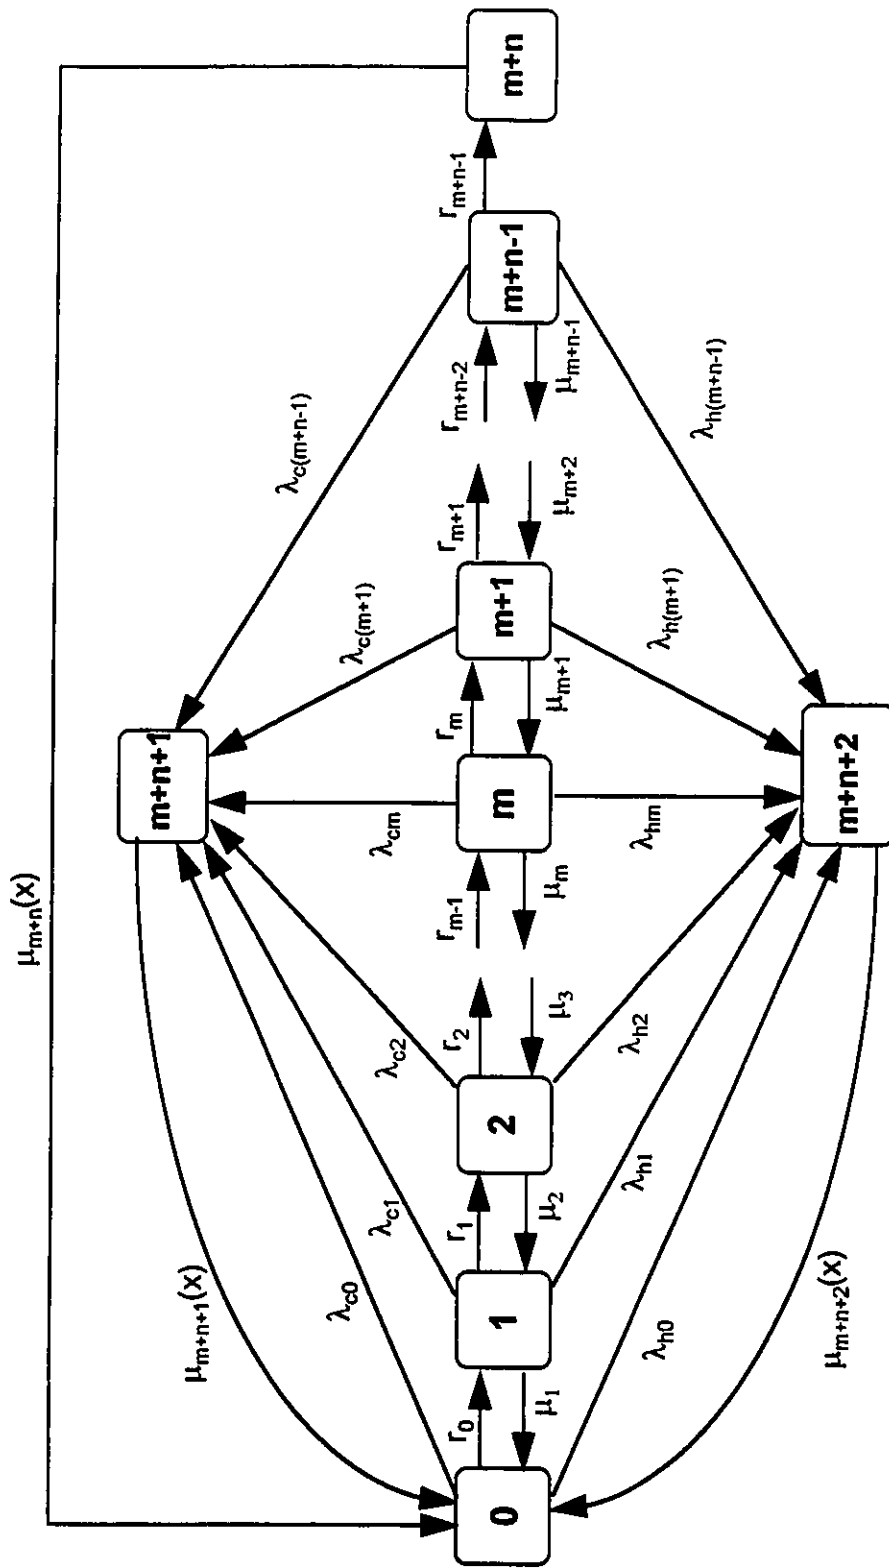 μm+n(x)
m+n+1
μm+n+1(x)
λc0
λc1
λc2
λcm
λc(m+1)
λc(m+n-1)
0
r0
μ1
1
r1
μ2
2
r2
μ3
rm-1
μm
m
rm
μm+1
m+1
rm+1
μm+2
rm+n-2
μm+n-1
m+n-1
rm+n-1
m+n
λh0
λh1
λh2
λhm
λh(m+1)
λh(m+n-1)
μm+n+2(x)
m+n+2